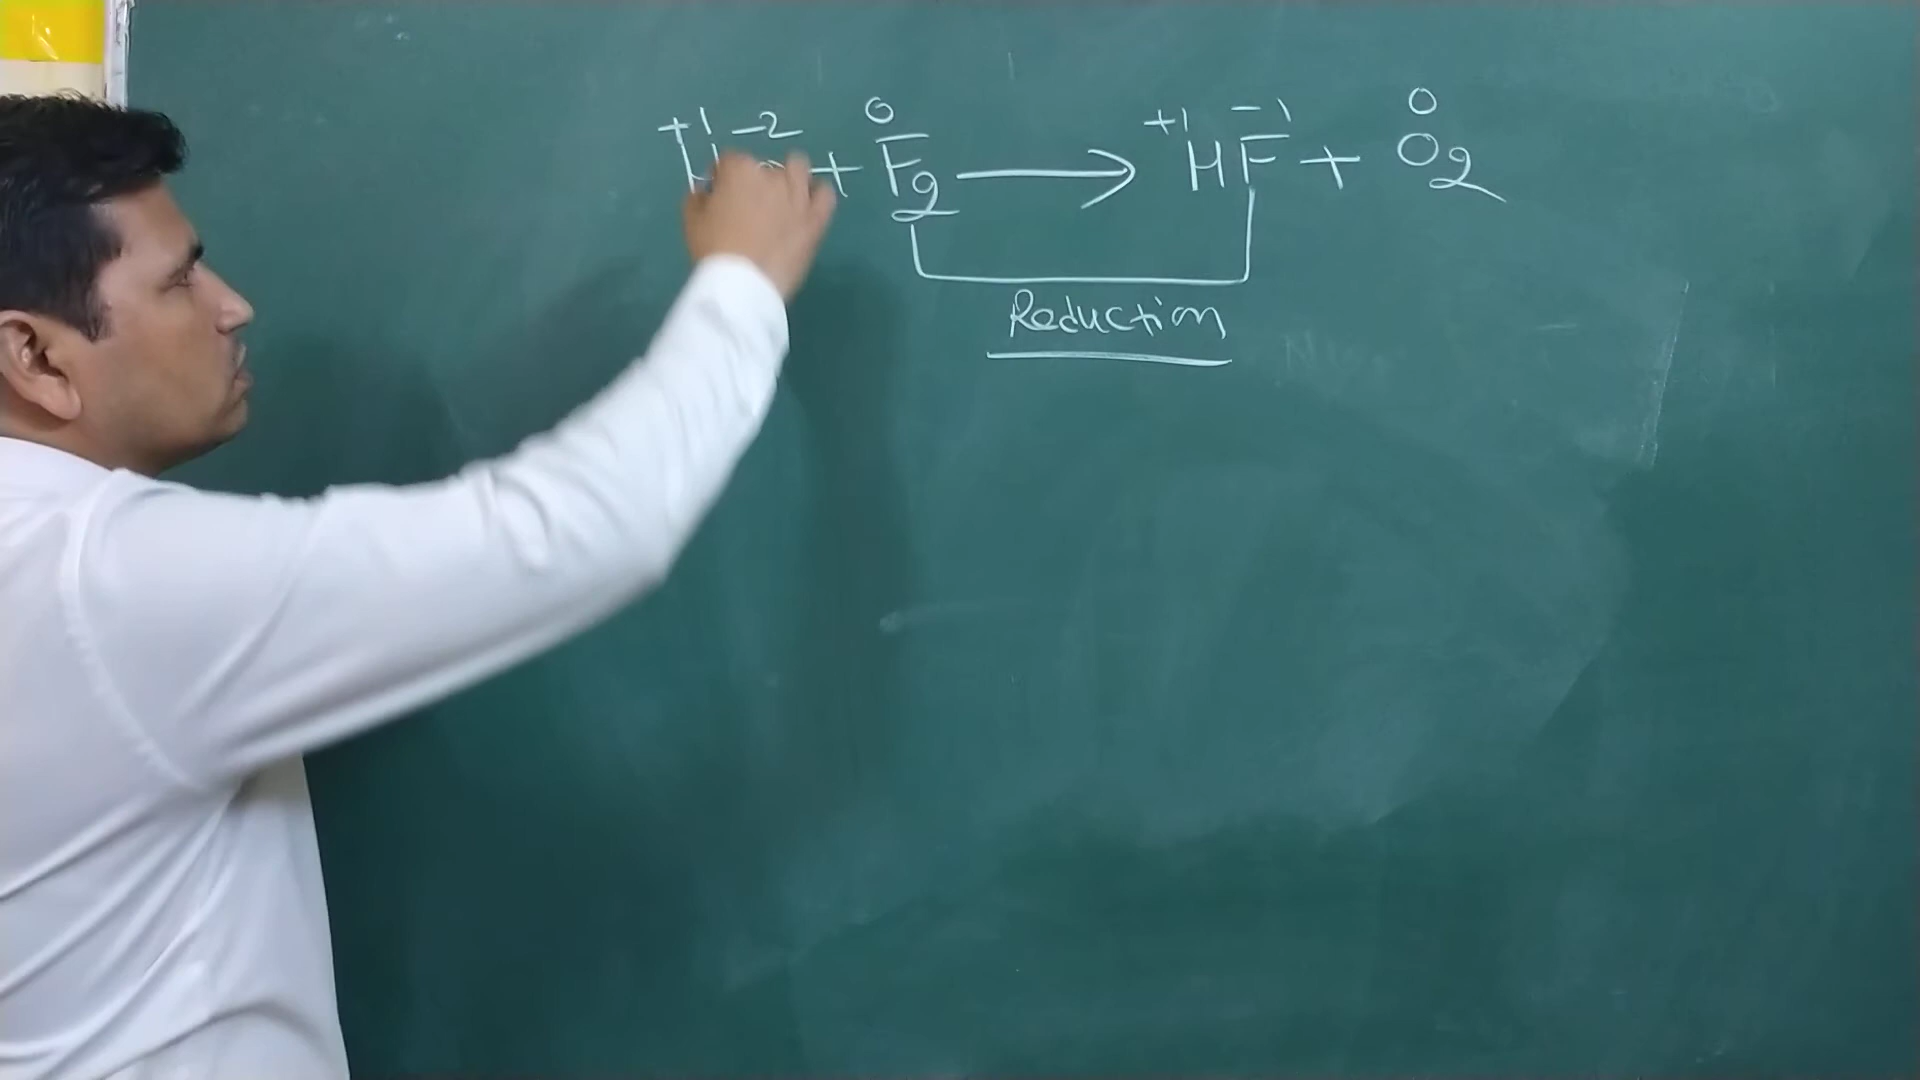 +1 -2 0 +1 -1 0
H + F2 → HF + O2
Reduction